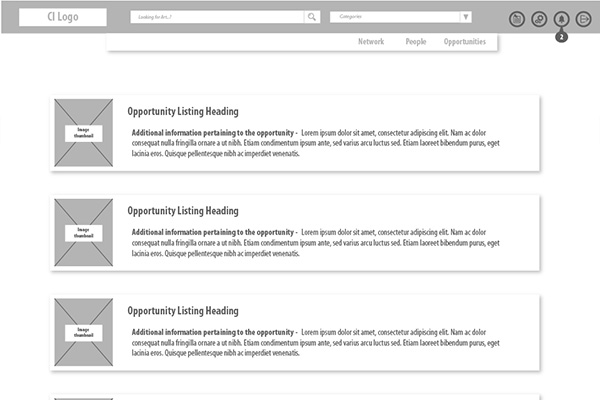 CI Logo
Looking for Art..?
Categories
2
Network People Opportunities
Opportunity Listing Heading
Image
thumbnail
Additional information pertaining to the opportunity - Lorem ipsum dolor sit amet, consectetur adipiscing elit. Nam ac dolor
consequat nulla fringilla ornare a ut nibh. Etiam condimentum ipsum ante, sed varius arcu luctus sed. Etiam laoreet bibendum purus, eget
lacinia eros. Quisque pellentesque nibh ac imperdiet venenatis.
Opportunity Listing Heading
Image
thumbnail
Additional information pertaining to the opportunity - Lorem ipsum dolor sit amet, consectetur adipiscing elit. Nam ac dolor
consequat nulla fringilla ornare a ut nibh. Etiam condimentum ipsum ante, sed varius arcu luctus sed. Etiam laoreet bibendum purus, eget
lacinia eros. Quisque pellentesque nibh ac imperdiet venenatis.
Opportunity Listing Heading
Image
thumbnail
Additional information pertaining to the opportunity - Lorem ipsum dolor sit amet, consectetur adipiscing elit. Nam ac dolor
consequat nulla fringilla ornare a ut nibh. Etiam condimentum ipsum ante, sed varius arcu luctus sed. Etiam laoreet bibendum purus, eget
lacinia eros. Quisque pellentesque nibh ac imperdiet venenatis.